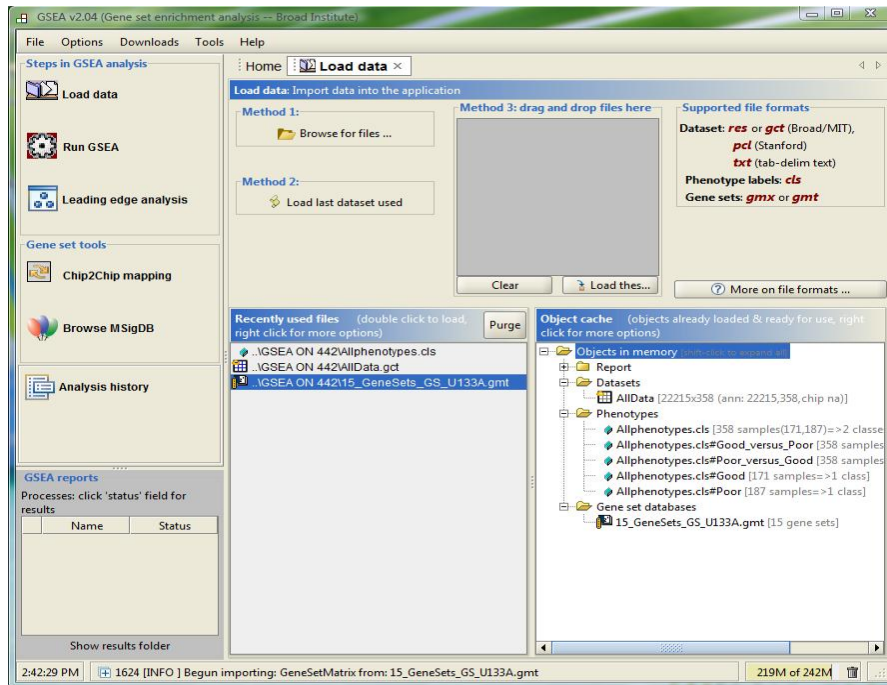 GSEA v2.04 (Gene set enrichment analysis -- Broad Institute)
File Options Downloads Tools Help
Steps in GSEA analysis
Load data
Run GSEA
Leading edge analysis
Gene set tools
Chip2Chip mapping
Browse MSigDB
Analysis history
GSEA reports
Processes: click 'status' field for
results
Name Status
Show results folder
Home Load data ×
Load data: Import data into the application
Method 1:
Browse for files ...
Method 2:
Load last dataset used
Method 3: drag and drop files here
Clear Load thes...
Supported file formats
Dataset: res or gct (Broad/MIT),
pcl (Stanford)
txt (tab-delim text)
Phenotype labels: cls
Gene sets: gmx or gmt
More on file formats ...
Recently used files (double click to load,
right click for more options)
Purge
..\GSEA ON 442\Allphenotypes.cls
..\GSEA ON 442\AllData.gct
..\GSEA ON 442\15_GeneSets_GS_U133A.gmt
Object cache (objects already loaded & ready for use, right
click for more options)
Objects in memory [shift-click to expand all]
Report
Datasets
AllData [22215x358 (ann: 22215,358,chip na)]
Phenotypes
Allphenotypes.cls [358 samples(171,187)=>2 classe
Allphenotypes.cls#Good_versus_Poor [358 samples
Allphenotypes.cls#Poor_versus_Good [358 samples
Allphenotypes.cls#Good [171 samples=>1 class]
Allphenotypes.cls#Poor [187 samples=>1 class]
Gene set databases
15_GeneSets_GS_U133A.gmt [15 gene sets]
2:42:29 PM 1624 [INFO ] Begun importing: GeneSetMatrix from: 15_GeneSets_GS_U133A.gmt 219M of 242M